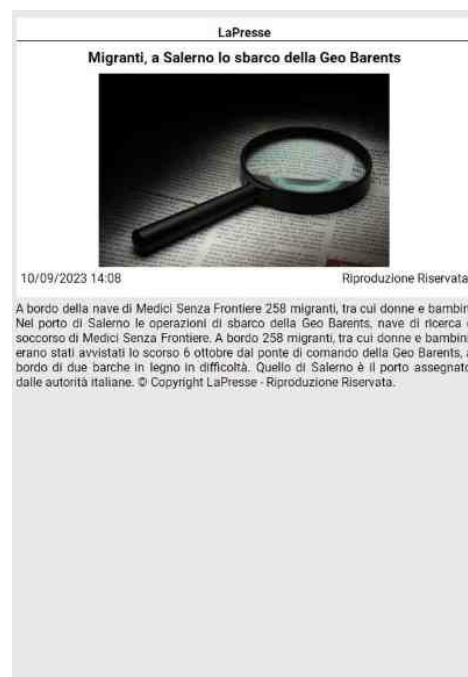 LaPresse
Migranti, a Salerno lo sbarco della Geo Barents
10/09/2023 14:08 Riproduzione Riservata
A bordo della nave di Medici Senza Frontiere 258 migranti, tra cui donne e bambin
Nel porto di Salerno le operazioni di sbarco della Geo Barents, nave di ricerca
soccorso di Medici Senza Frontiere. A bordo 258 migranti, tra cui donne e bambin
erano stati avvistati lo scorso 6 ottobre dal ponte di comando della Geo Barents,
bordo di due barche in legno in difficoltà. Quello di Salerno è il porto assegnato
dalle autorità italiane. © Copyright LaPresse - Riproduzione Riservata.